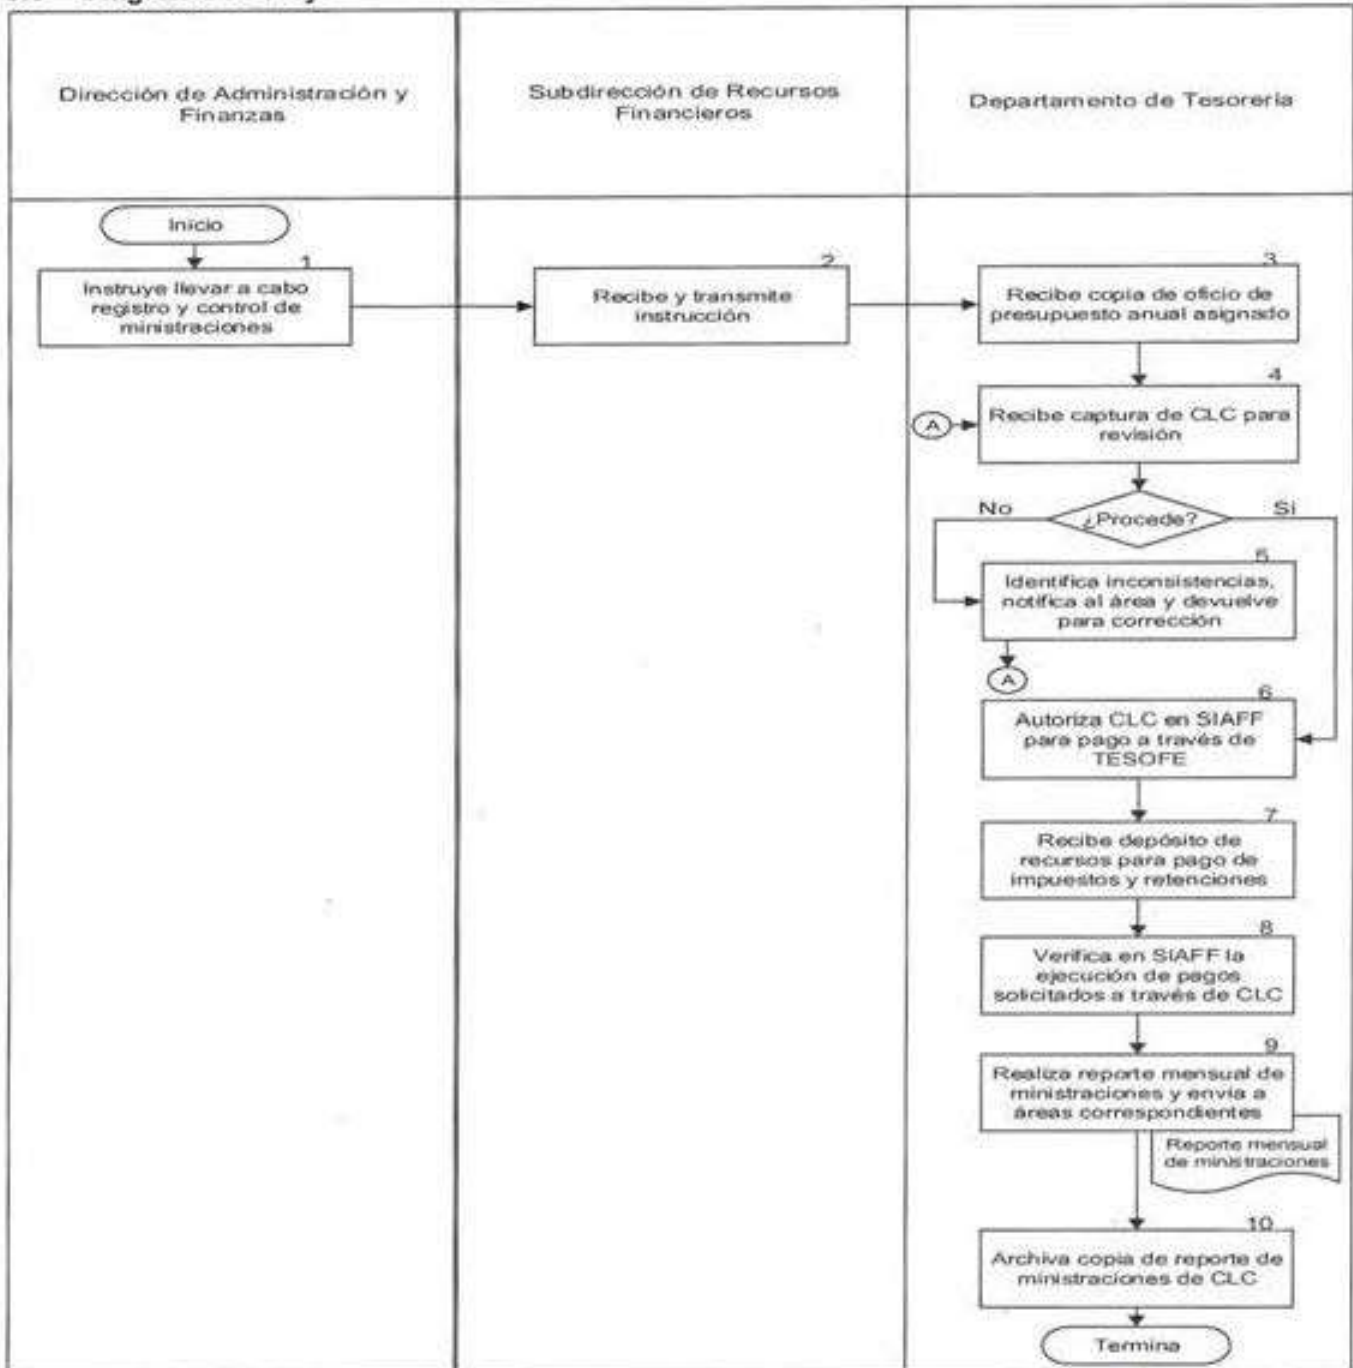 Dirección de Administración y
Finanzas
Subdirección de Recursos
Financieros
Departamento de Tesorería
Inicio
1
Instruye llevar a cabo
registro y control de
ministraciones
2
Recibe y transmite
instrucción
3
Recibe copia de oficio de
presupuesto anual asignado
4
A
Recibe captura de CLC para
revisión
No
¿Procede?
Si
5
Identifica inconsistencias,
notifica al área y devuelve
para corrección
A
6
Autoriza CLC en SIAFF
para pago a través de
TESOFE
7
Recibe depósito de
recursos para pago de
impuestos y retenciones
8
Verifica en SIAFF la
ejecución de pagos
solicitados a través de CLC
9
Realiza reporte mensual de
ministraciones y envía a
áreas correspondientes
Reporte mensual
de ministraciones
10
Archiva copia de reporte de
ministraciones de CLC
Termina